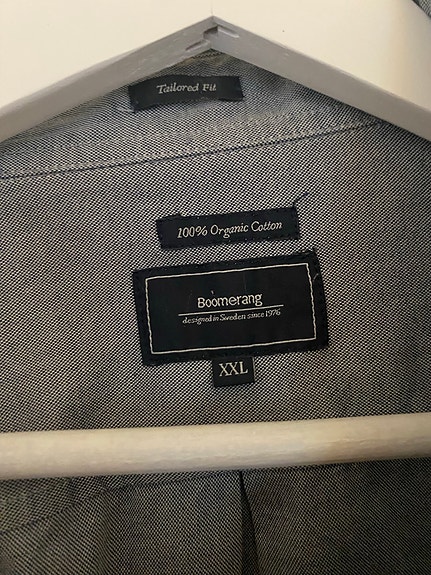 Tailored Fit
100% Organic Cotton
Boomerang
designed in Sweden since 1976
XXL